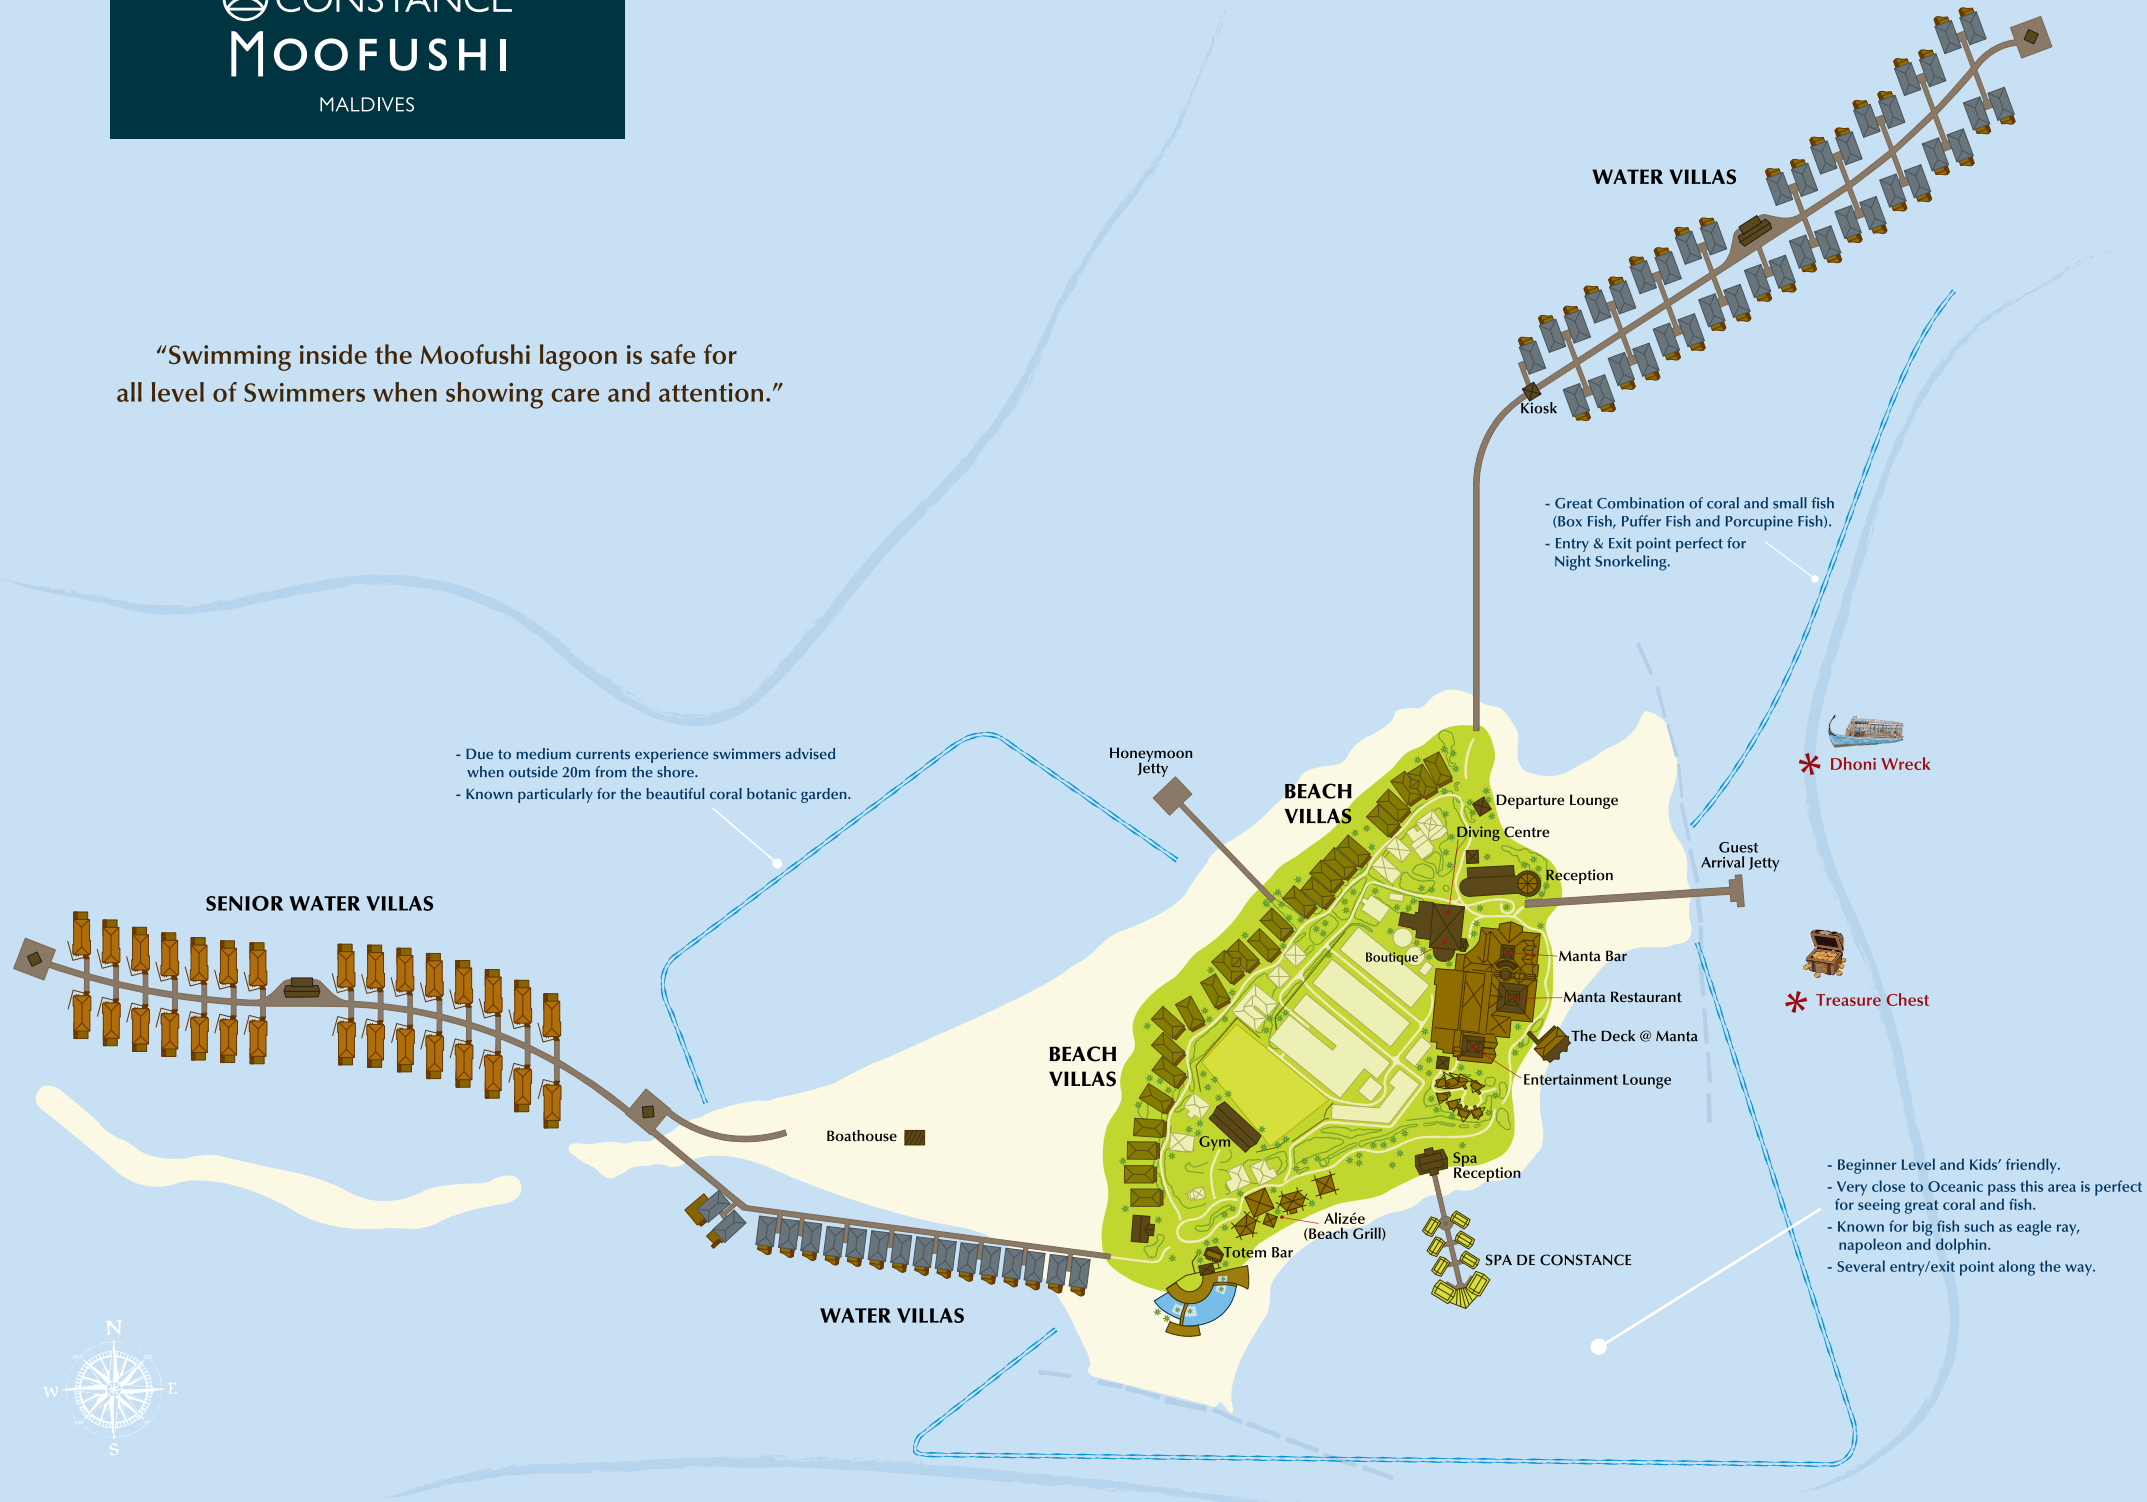 CONSTANCE
MOOFUSHI
MALDIVES
WATER VILLAS
“Swimming inside the Moofushi lagoon is safe for
all level of Swimmers when showing care and attention.”
Kiosk
- Great Combination of coral and small fish
(Box Fish, Puffer Fish and Porcupine Fish).
- Entry & Exit point perfect for
Night Snorkeling.
- Due to medium currents experience swimmers advised
when outside 20m from the shore.
- Known particularly for the beautiful coral botanic garden.
Honeymoon
Jetty
BEACH
VILLAS
Departure Lounge
Diving Centre
Dhoni Wreck
Guest
Arrival Jetty
Reception
SENIOR WATER VILLAS
Boutique
Manta Bar
Manta Restaurant
Treasure Chest
The Deck @ Manta
BEACH
VILLAS
Entertainment Lounge
Boathouse
Gym
Spa
Reception
- Beginner Level and Kids’ friendly.
- Very close to Oceanic pass this area is perfect
for seeing great coral and fish.
- Known for big fish such as eagle ray,
napoleon and dolphin.
- Several entry/exit point along the way.
Alizée
(Beach Grill)
Totem Bar
SPA DE CONSTANCE
WATER VILLAS
N
W
E
S